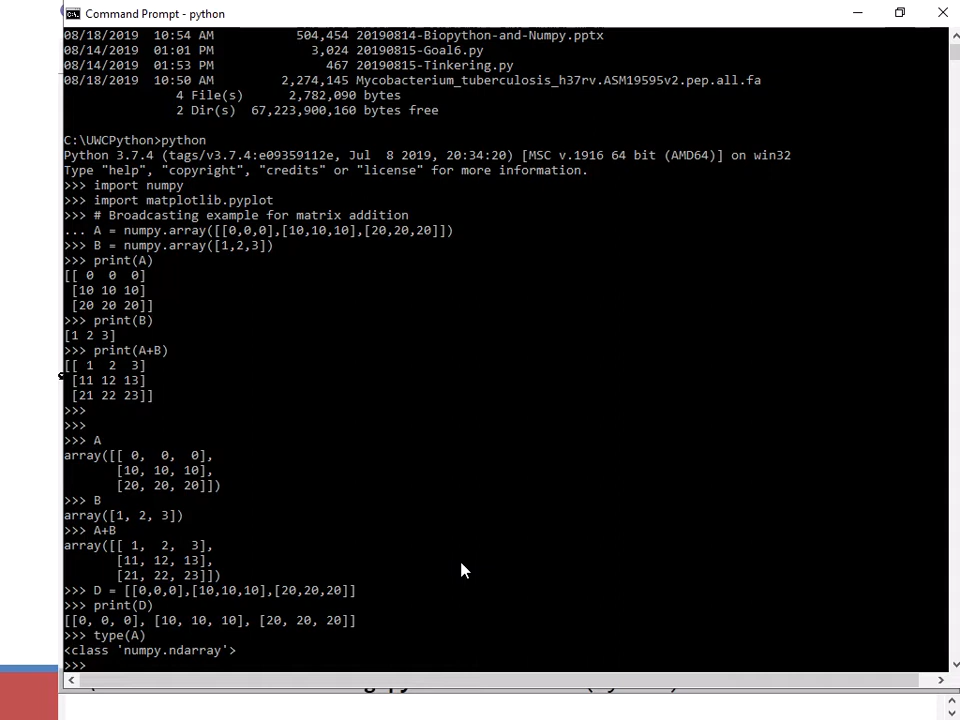 Command Prompt - python
08/18/2019  10:54 AM           504,454 20190814-Biopython-and-Numpy.pptx
08/14/2019  01:01 PM             3,024 20190815-Goal6.py
08/14/2019  01:53 PM               467 20190815-Tinkering.py
08/18/2019  10:50 AM         2,274,145 Mycobacterium_tuberculosis_h37rv.ASM19595v2.pep.all.fa
               4 File(s)      2,782,090 bytes
               2 Dir(s)  67,223,900,160 bytes free
C:\UWCPython>python
Python 3.7.4 (tags/v3.7.4:e09359112e, Jul  8 2019, 20:34:20) [MSC v.1916 64 bit (AMD64)] on win32
Type "help", "copyright", "credits" or "license" for more information.
>>> import numpy
>>> import matplotlib.pyplot
>>> # Broadcasting example for matrix addition
... A = numpy.array([[0,0,0],[10,10,10],[20,20,20]])
>>> B = numpy.array([1,2,3])
>>> print(A)
[[ 0  0  0]
 [10 10 10]
 [20 20 20]]
>>> print(B)
[1 2 3]
>>> print(A+B)
[[ 1  2  3]
 [11 12 13]
 [21 22 23]]
>>>
>>>
>>> A
array([[ 0,  0,  0],
       [10, 10, 10],
       [20, 20, 20]])
>>> B
array([1, 2, 3])
>>> A+B
array([[ 1,  2,  3],
       [11, 12, 13],
       [21, 22, 23]])
>>> D = [[0,0,0],[10,10,10],[20,20,20]]
>>> print(D)
[[0, 0, 0], [10, 10, 10], [20, 20, 20]]
>>> type(A)
<class 'numpy.ndarray'>
>>>